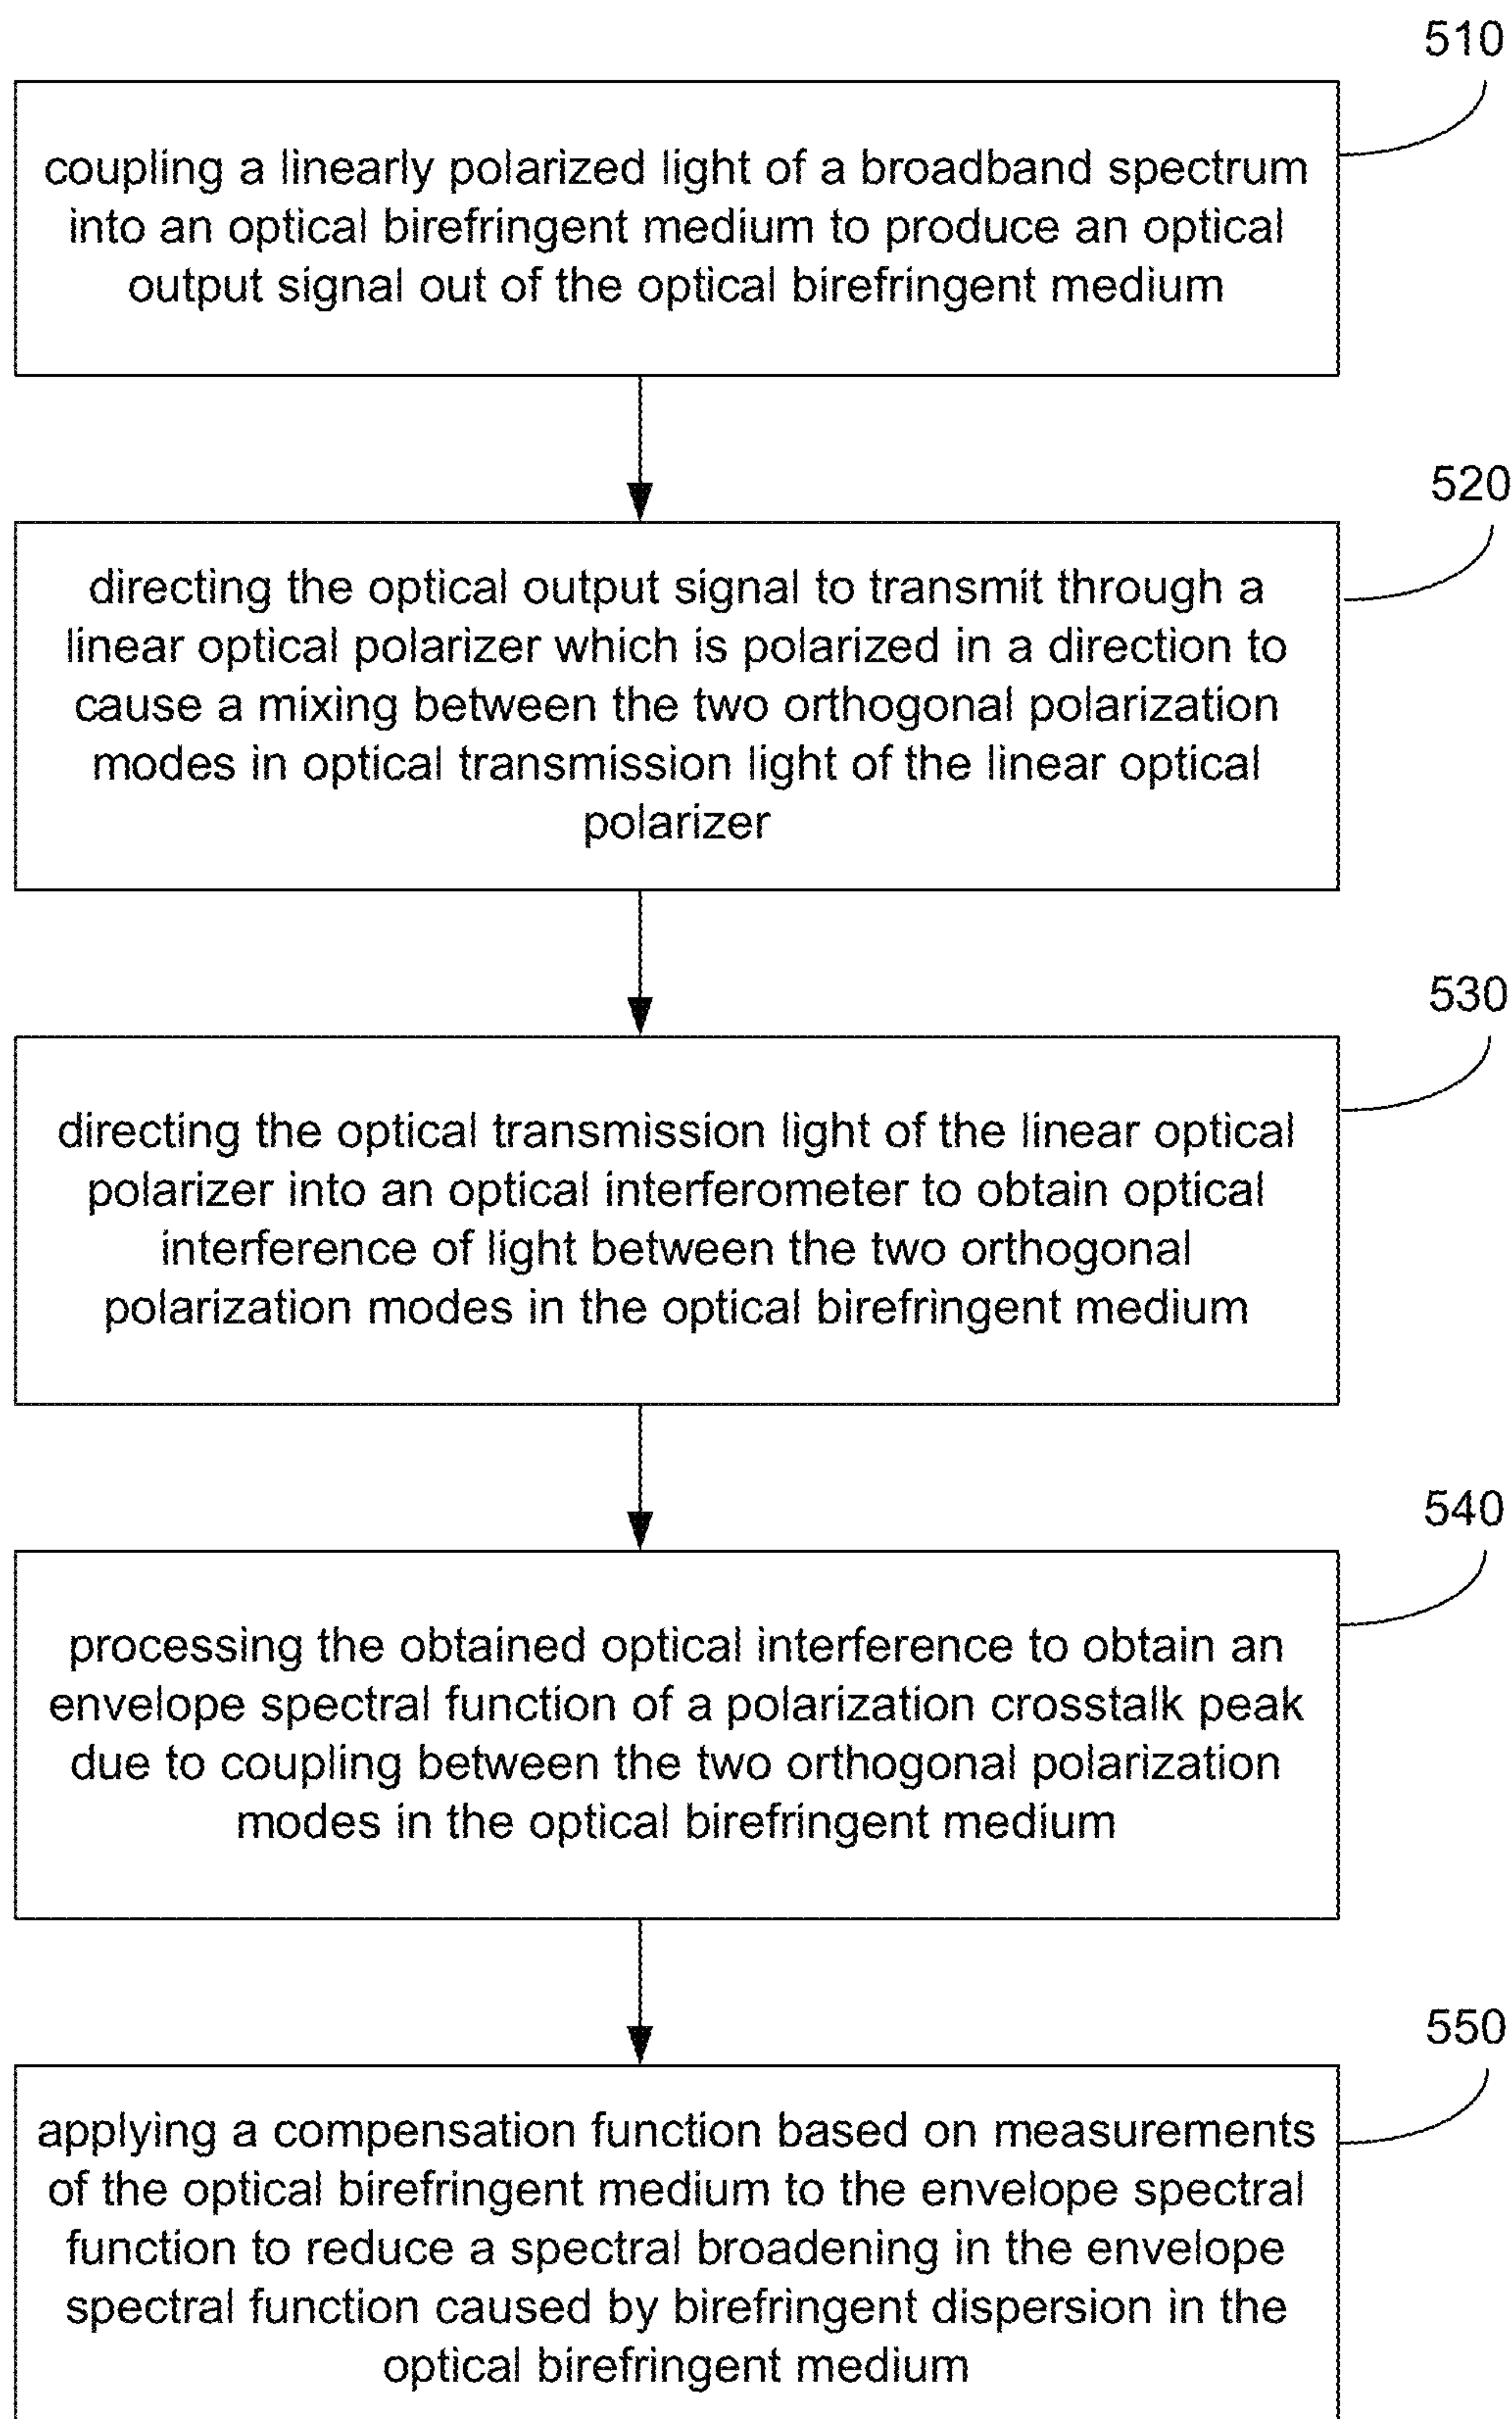 510
coupling a linearly polarized light of a broadband spectrum
into an optical birefringent medium to produce an optical
output signal out of the optical birefringent medium
520
directing the optical output signal to transmit through a
linear optical polarizer which is polarized in a direction to
cause a mixing between the two orthogonal polarization
modes in optical transmission light of the linear optical
polarizer
530
directing the optical transmission light of the linear optical
polarizer into an optical interferometer to obtain optical
interference of light between the two orthogonal
polarization modes in the optical birefringent medium
540
processing the obtained optical interference to obtain an
envelope spectral function of a polarization crosstalk peak
due to coupling between the two orthogonal polarization
modes in the optical birefringent medium
550
applying a compensation function based on measurements
of the optical birefringent medium to the envelope spectral
function to reduce a spectral broadening in the envelope
spectral function caused by birefringent dispersion in the
optical birefringent medium